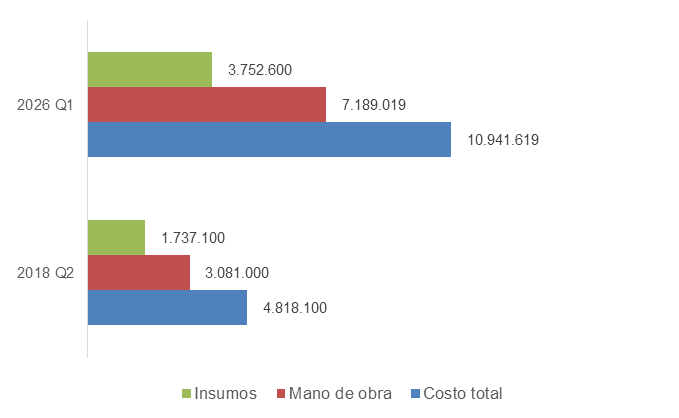 3.752.600
2026 Q1
7.189.019
10.941.619
1.737.100
2018 Q2
3.081.000
4.818.100
Insumos Mano de obra Costo total